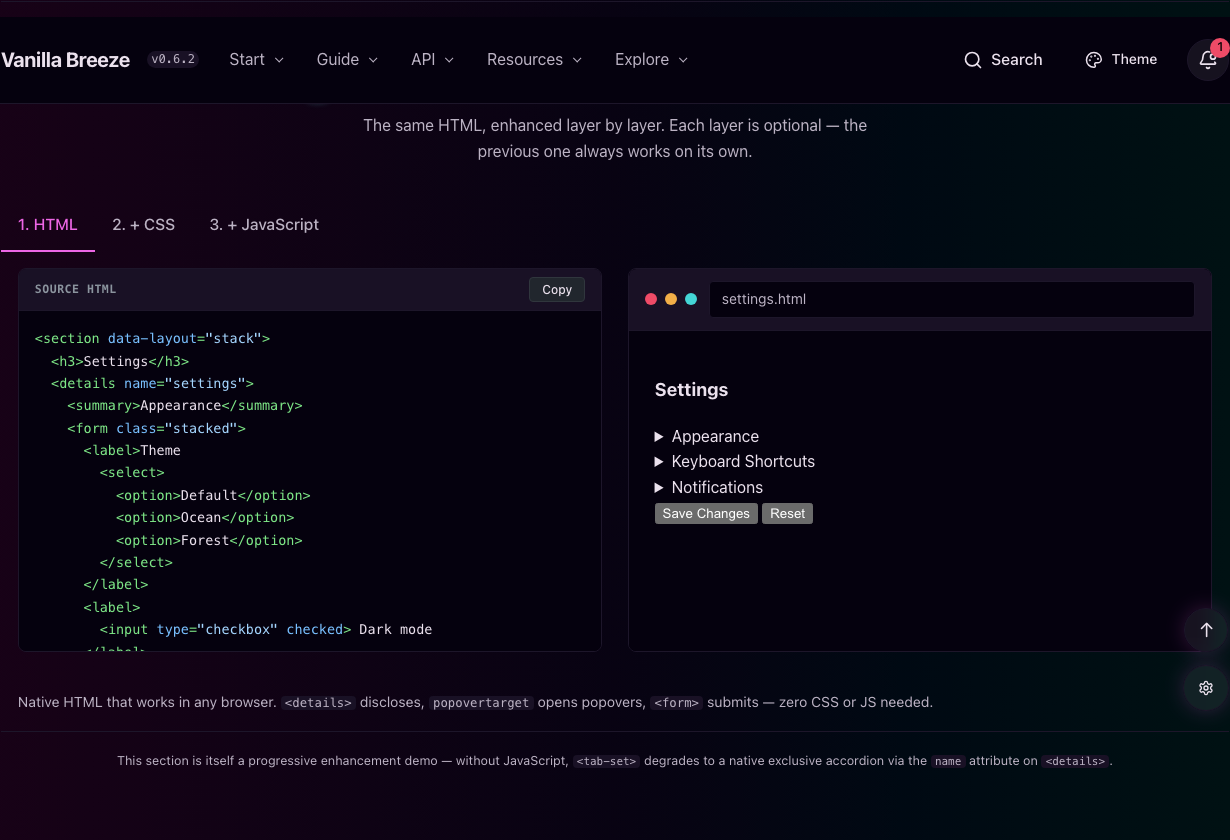 Vanilla Breeze v0.6.2 Start Guide API Resources Explore Search Theme 1
The same HTML, enhanced layer by layer. Each layer is optional — the
previous one always works on its own.
1. HTML 2. + CSS 3. + JavaScript
SOURCE HTML Copy
<section data-layout="stack">
<h3>Settings</h3>
<details name="settings">
<summary>Appearance</summary>
<form class="stacked">
<label>Theme
<select>
<option>Default</option>
<option>Ocean</option>
<option>Forest</option>
</select>
</label>
<label>
<input type="checkbox" checked> Dark mode
</label>
settings.html
Settings
Appearance
Keyboard Shortcuts
Notifications
Save Changes Reset
Native HTML that works in any browser. <details> discloses, popovertarget opens popovers, <form> submits — zero CSS or JS needed.
This section is itself a progressive enhancement demo — without JavaScript, <tab-set> degrades to a native exclusive accordion via the name attribute on <details>.